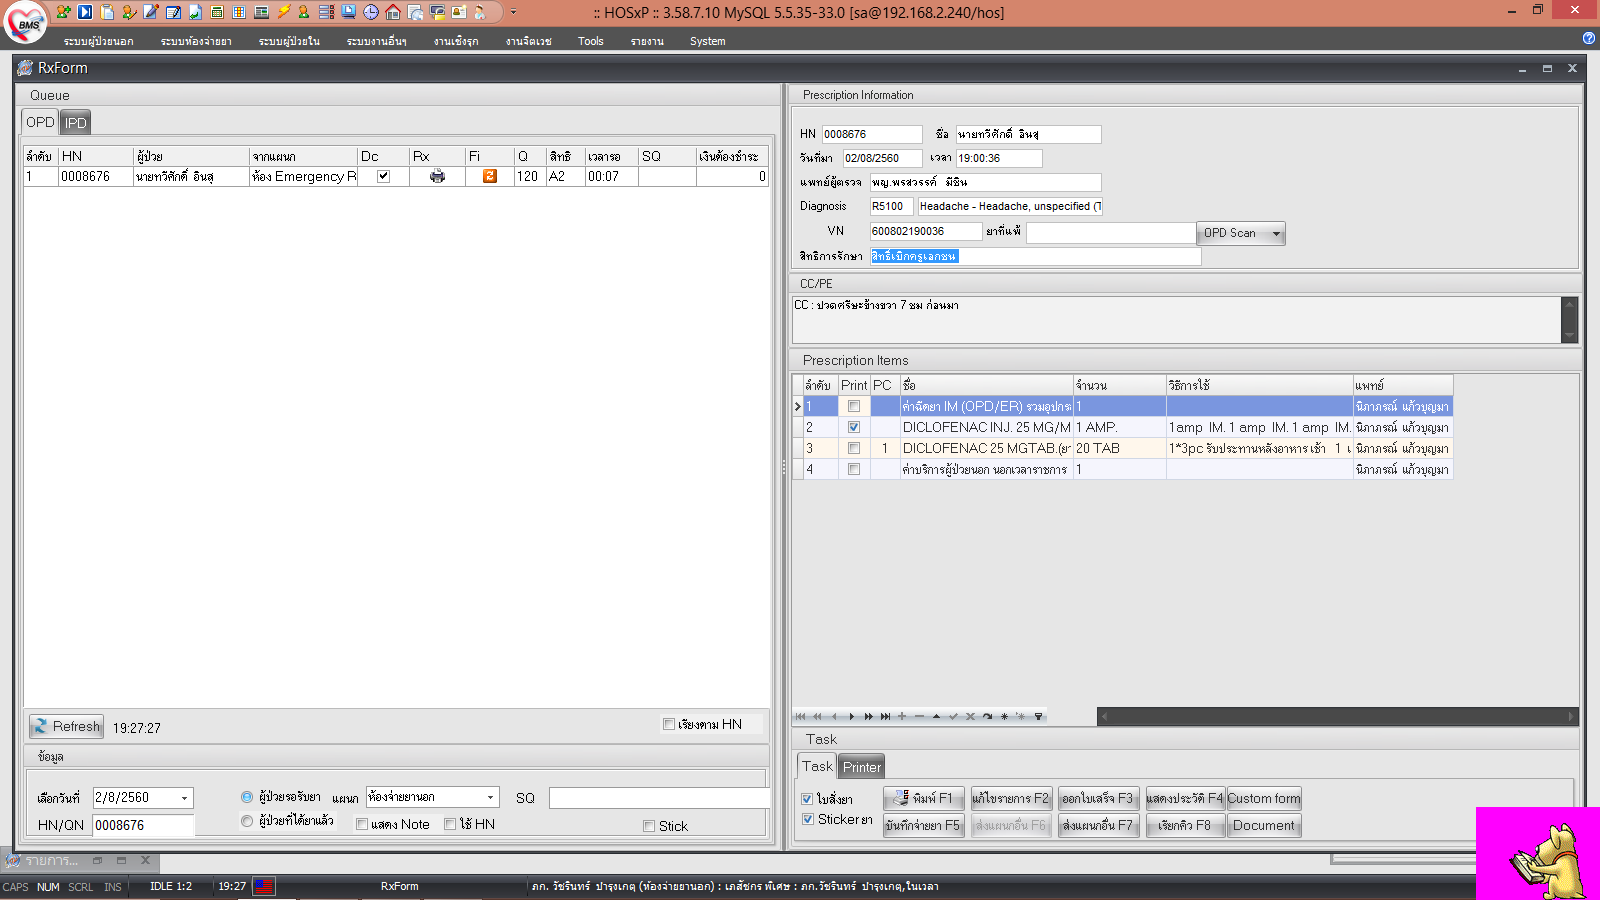 BMS
:: HOSxP :: 3.58.7.10 MySQL 5.5.35-33.0 [sa@192.168.2.240/hos]
ระบบผู้ป่วยนอก ระบบห้องจ่ายยา ระบบผู้ป่วยใน ระบบงานอื่นๆ งานเชิงรุก งานจิตเวช Tools รายงาน System
RxForm
Queue
OPD IPD
ลำดับ HN ผู้ป่วย จากแผนก Dc Rx Fi Q สิทธิ เวลารอ SQ เงินต้องชำระ
1 0008676 นายทวีศักดิ์ อินสุ ห้อง Emergency R 120 A2 00:07 0
Refresh 19:27:27 เรียงตาม HN
ข้อมูล
เลือกวันที่ 2/8/2560 ผู้ป่วยรอรับยา แผนก ห้องจ่ายยานอก SQ
HN/QN 0008676 ผู้ป่วยที่ได้ยาแล้ว แสดง Note ใช้ HN Stick
Prescription Information
HN 0008676 ชื่อ นายทวีศักดิ์ อินสุ
วันที่มา 02/08/2560 เวลา 19:00:36
แพทย์ผู้ตรวจ พญ.พรสวรรค์ มีชิน
Diagnosis R5100 Headache - Headache, unspecified (T
VN 600802190036 ยาที่แพ้ OPD Scan
สิทธิการรักษา สิทธิ์เบิกครูเอกชน
CC/PE
CC : ปวดศรีษะข้างขวา 7 ชม ก่อนมา
Prescription Items
ลำดับ Print PC ชื่อ จำนวน วิธีการใช้ แพทย์
1 ค่าฉีดยา IM (OPD/ER) รวมอุปกร 1 นิภาภรณ์ แก้วบุญมา
2 DICLOFENAC INJ. 25 MG/M 1 AMP. 1 amp IM. 1 amp IM. 1 amp IM. นิภาภรณ์ แก้วบุญมา
3 1 DICLOFENAC 25 MGTAB.(ยา 20 TAB 1*3pc รับประทานหลังอาหาร เช้า 1 เ นิภาภรณ์ แก้วบุญมา
4 ค่าบริการผู้ป่วยนอก นอกเวลาราชการ 1 นิภาภรณ์ แก้วบุญมา
Task
Task Printer
ใบสั่งยา พิมพ์ F1 แก้ไขรายการ F2 ออกใบเสร็จ F3 แสดงประวัติ F4 Custom form
Sticker ยา บันทึกจ่ายยา F5 ส่งแผนกอื่น F6 ส่งแผนกอื่น F7 เรียกคิว F8 Document
รายการ...
CAPS NUM SCRL INS IDLE 1:2 19:27 RxForm ภก. วัชรินทร์ ปารุงเกตุ (ห้องจ่ายยานอก) : เภสัชกร พิเศษ : ภก.วัชรินทร์ ปารุงเกตุ,ในเวลา